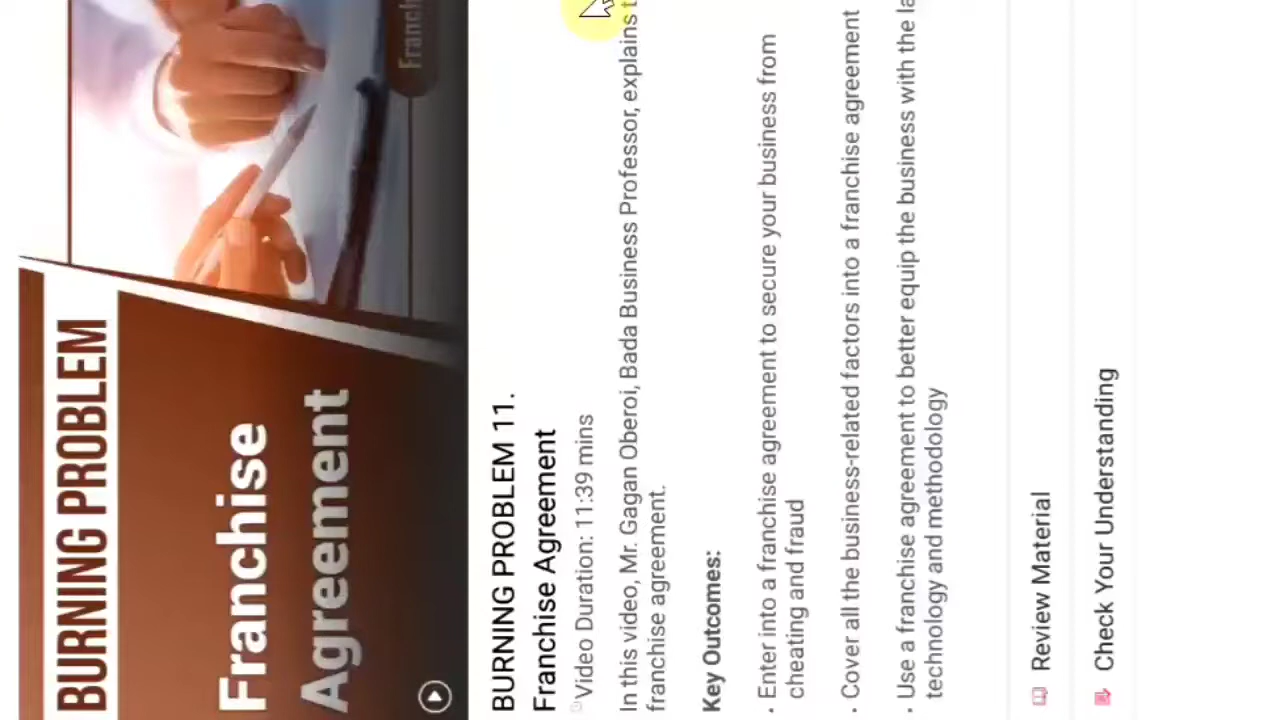 BURNING PROBLEM
Franchise
Agreement
Franchi
BURNING PROBLEM 11.
Franchise Agreement
Video Duration: 11:39 mins
In this video, Mr. Gagan Oberoi, Bada Business Professor, explains t
franchise agreement.
Key Outcomes:
• Enter into a franchise agreement to secure your business from
cheating and fraud
• Cover all the business-related factors into a franchise agreement
• Use a franchise agreement to better equip the business with the la
technology and methodology
Review Material
Check Your Understanding